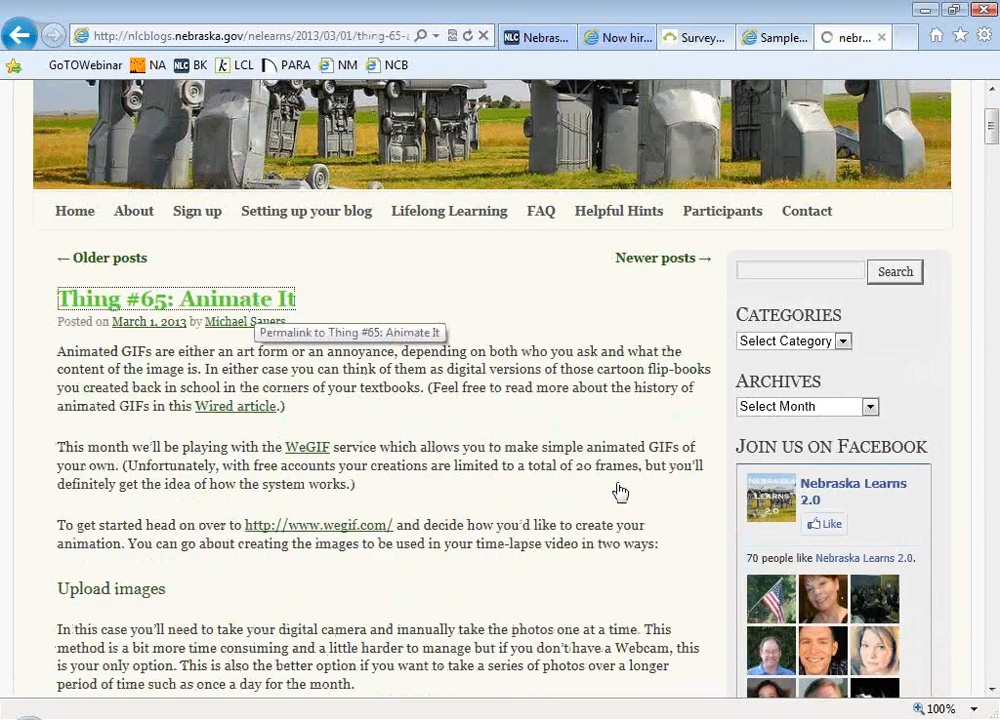 http://nlcblogs.nebraska.gov/nelearns/2013/03/01/thing-65-a
Nebras...
Now hir...
Survey...
Sample...
nebr...
GoTOWebinar NA NLC BK k LCL PARA NM NCB
Home About Sign up Setting up your blog Lifelong Learning FAQ Helpful Hints Participants Contact
← Older posts
Newer posts →
Search
Thing #65: Animate It
Posted on March 1, 2013 by Michael Sauers
Permalink to Thing #65: Animate It
Animated GIFs are either an art form or an annoyance, depending on both who you ask and what the
content of the image is. In either case you can think of them as digital versions of those cartoon flip-books
you created back in school in the corners of your textbooks. (Feel free to read more about the history of
animated GIFs in this Wired article.)
This month we'll be playing with the WeGIF service which allows you to make simple animated GIFs of
your own. (Unfortunately, with free accounts your creations are limited to a total of 20 frames, but you'll
definitely get the idea of how the system works.)
To get started head on over to http://www.wegif.com/ and decide how you'd like to create your
animation. You can go about creating the images to be used in your time-lapse video in two ways:
Upload images
In this case you'll need to take your digital camera and manually take the photos one at a time. This
method is a bit more time consuming and a little harder to manage but if you don't have a Webcam, this
is your only option. This is also the better option if you want to take a series of photos over a longer
period of time such as once a day for the month.
CATEGORIES
Select Category
ARCHIVES
Select Month
JOIN US ON FACEBOOK
NEBRASKA
LEARNS
2.0
Nebraska Learns
2.0
Like
70 people like Nebraska Learns 2.0.
100%